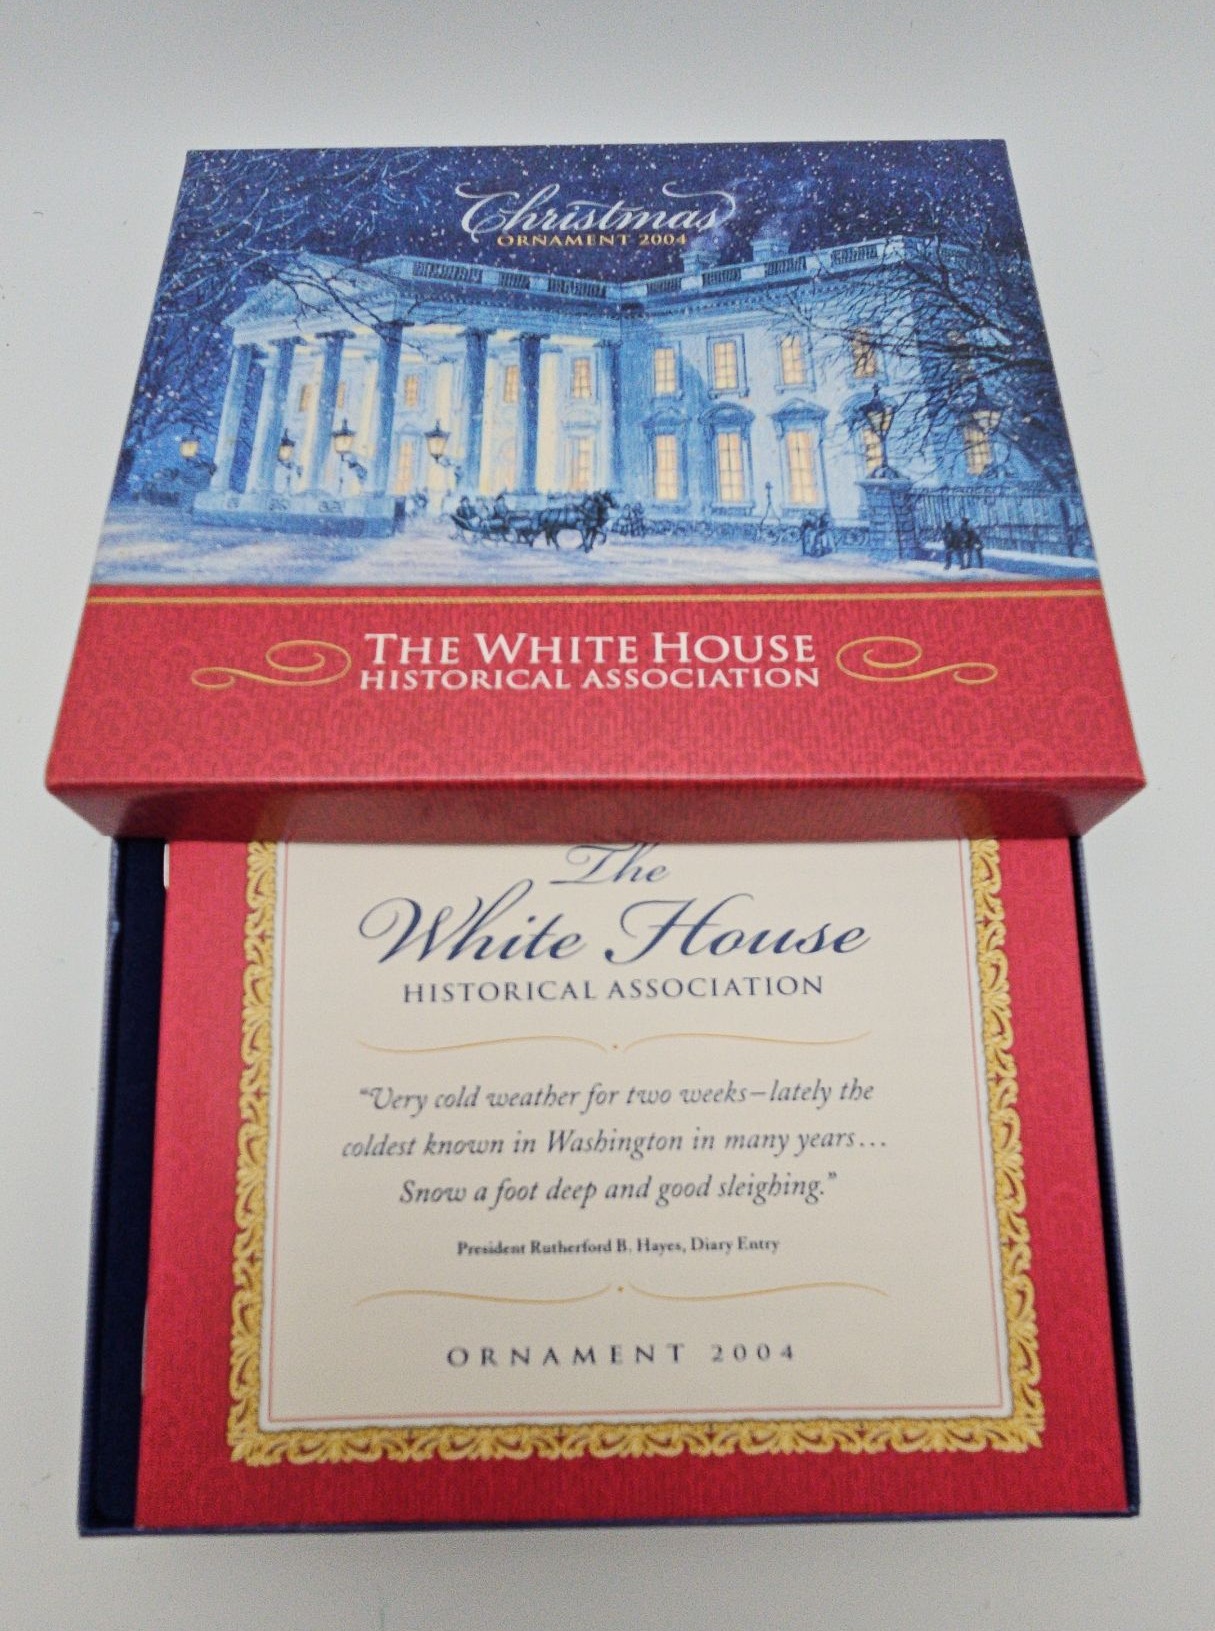 Christmas
ORNAMENT 2004
THE WHITE HOUSE
HISTORICAL ASSOCIATION
The
White House
HISTORICAL ASSOCIATION
“Very cold weather for two weeks–lately the
coldest known in Washington in many years...
Snow a foot deep and good sleighing.”
President Rutherford B. Hayes, Diary Entry
ORNAMENT 2004